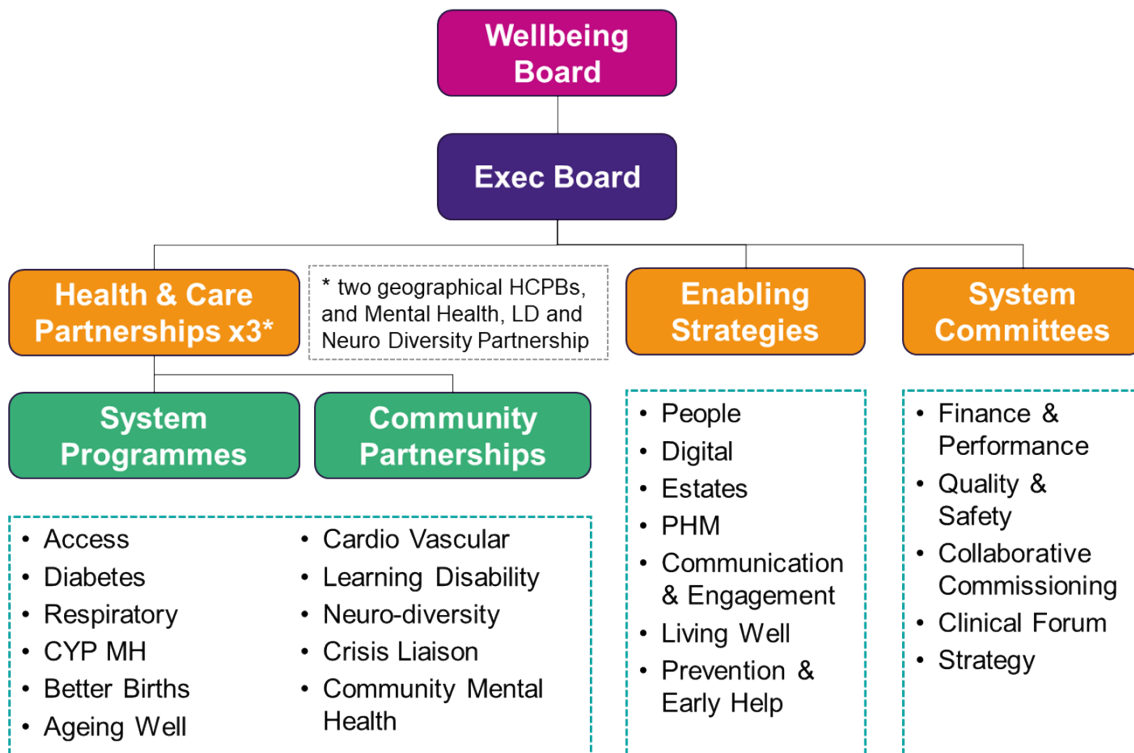 Wellbeing
Board
Exec Board
Health & Care
Partnerships x3*
* two geographical HCPBs,
and Mental Health, LD and
Neuro Diversity Partnership
Enabling
Strategies
System
Committees
System
Programmes
Community
Partnerships
• Access
• Diabetes
• Respiratory
• CYP MH
• Better Births
• Ageing Well
• Cardio Vascular
• Learning Disability
• Neuro-diversity
• Crisis Liaison
• Community Mental
Health
• People
• Digital
• Estates
• PHM
• Communication
& Engagement
• Living Well
• Prevention &
Early Help
• Finance &
Performance
• Quality &
Safety
• Collaborative
Commissioning
• Clinical Forum
• Strategy